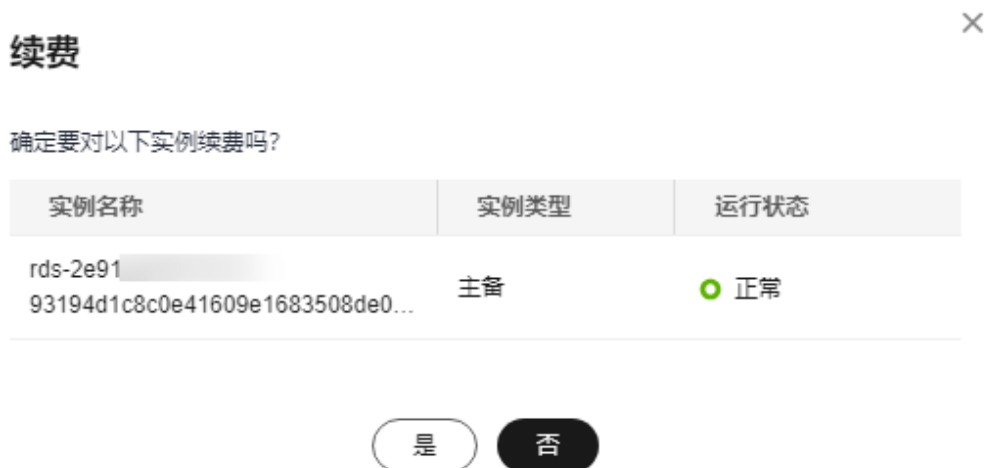 续费
确定要对以下实例续费吗?
实例名称 实例类型 运行状态
rds-2e91
93194d1c8c0e41609e1683508de0...
主备
正常
是 否